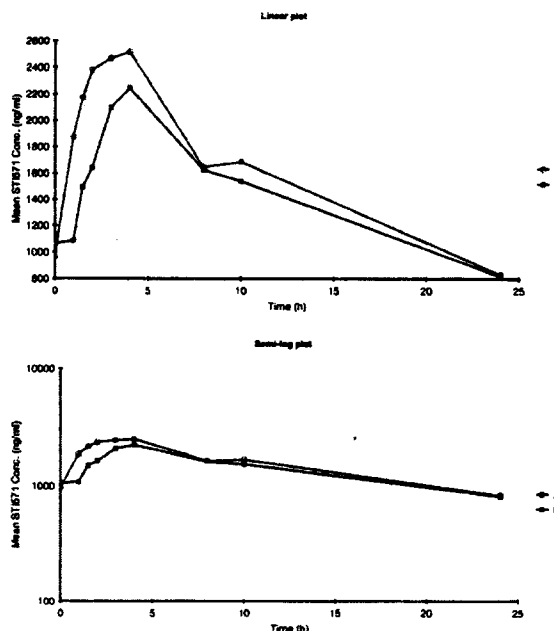 Linear plot
Mean STI571 Conc. (ng/ml)
2600
2400
2200
2000
1800
1600
1400
1200
1000
800
0 5 10 15 20 25
Time (h)
Semi-log plot
Mean STI571 Conc. (ng/ml)
10000
1000
100
0 5 10 15 20 25
Time (h)